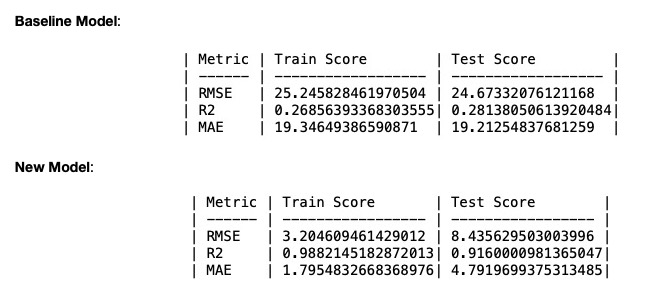 Baseline Model:
| Metric | Train Score | Test Score |
| ------ | ------------------ | ------------------ |
| RMSE | 25.245828461970504 | 24.67332076121168 |
| R2 | 0.26856393368303555| 0.28138050613920484|
| MAE | 19.34649386590871 | 19.21254837681259 |
New Model:
| Metric | Train Score | Test Score |
| ------ | ----------------- | ----------------- |
| RMSE | 3.204609461429012 | 8.435629503003996 |
| R2 | 0.9882145182872013| 0.9160000981365047|
| MAE | 1.7954832668368976| 4.7919699375313485|